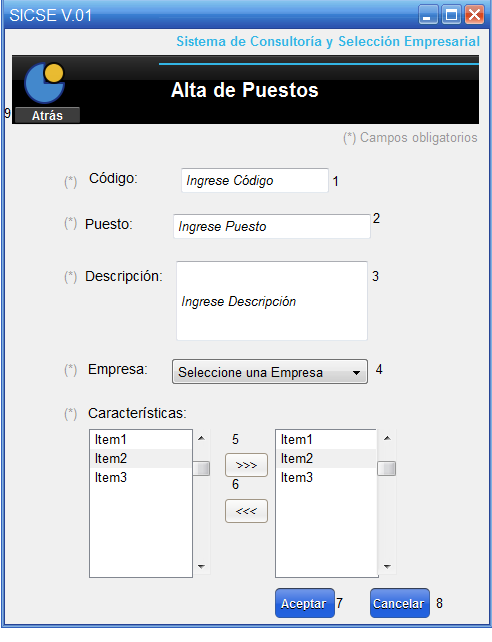 SICSE V.01
Sistema de Consultoría y Selección Empresarial
Alta de Puestos
9 Atrás
(*) Campos obligatorios
(*) Código: Ingrese Código 1
(*) Puesto: Ingrese Puesto 2
(*) Descripción: Ingrese Descripción 3
(*) Empresa: Seleccione una Empresa 4
(*) Características:
Item1 5 Item1
Item2 >>> Item2
Item3 6 Item3
<<<
Aceptar 7 Cancelar 8